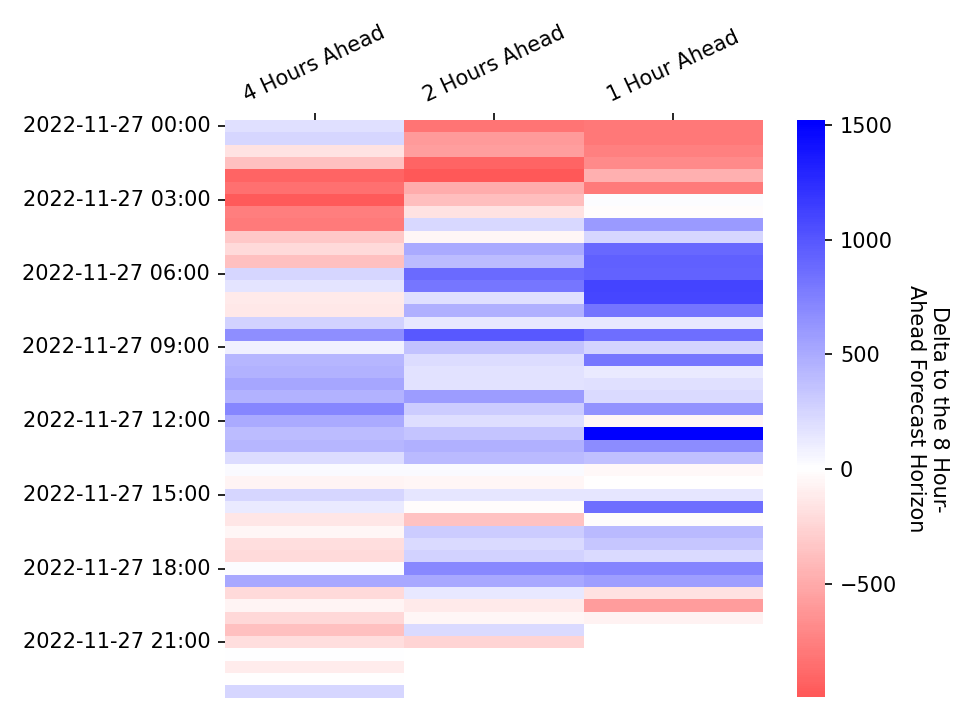 4 Hours Ahead
2 Hours Ahead
1 Hour Ahead
2022-11-27 00:00
2022-11-27 03:00
2022-11-27 06:00
2022-11-27 09:00
2022-11-27 12:00
2022-11-27 15:00
2022-11-27 18:00
2022-11-27 21:00
1500
1000
500
0
−500
Delta to the 8 Hour-
Ahead Forecast Horizon